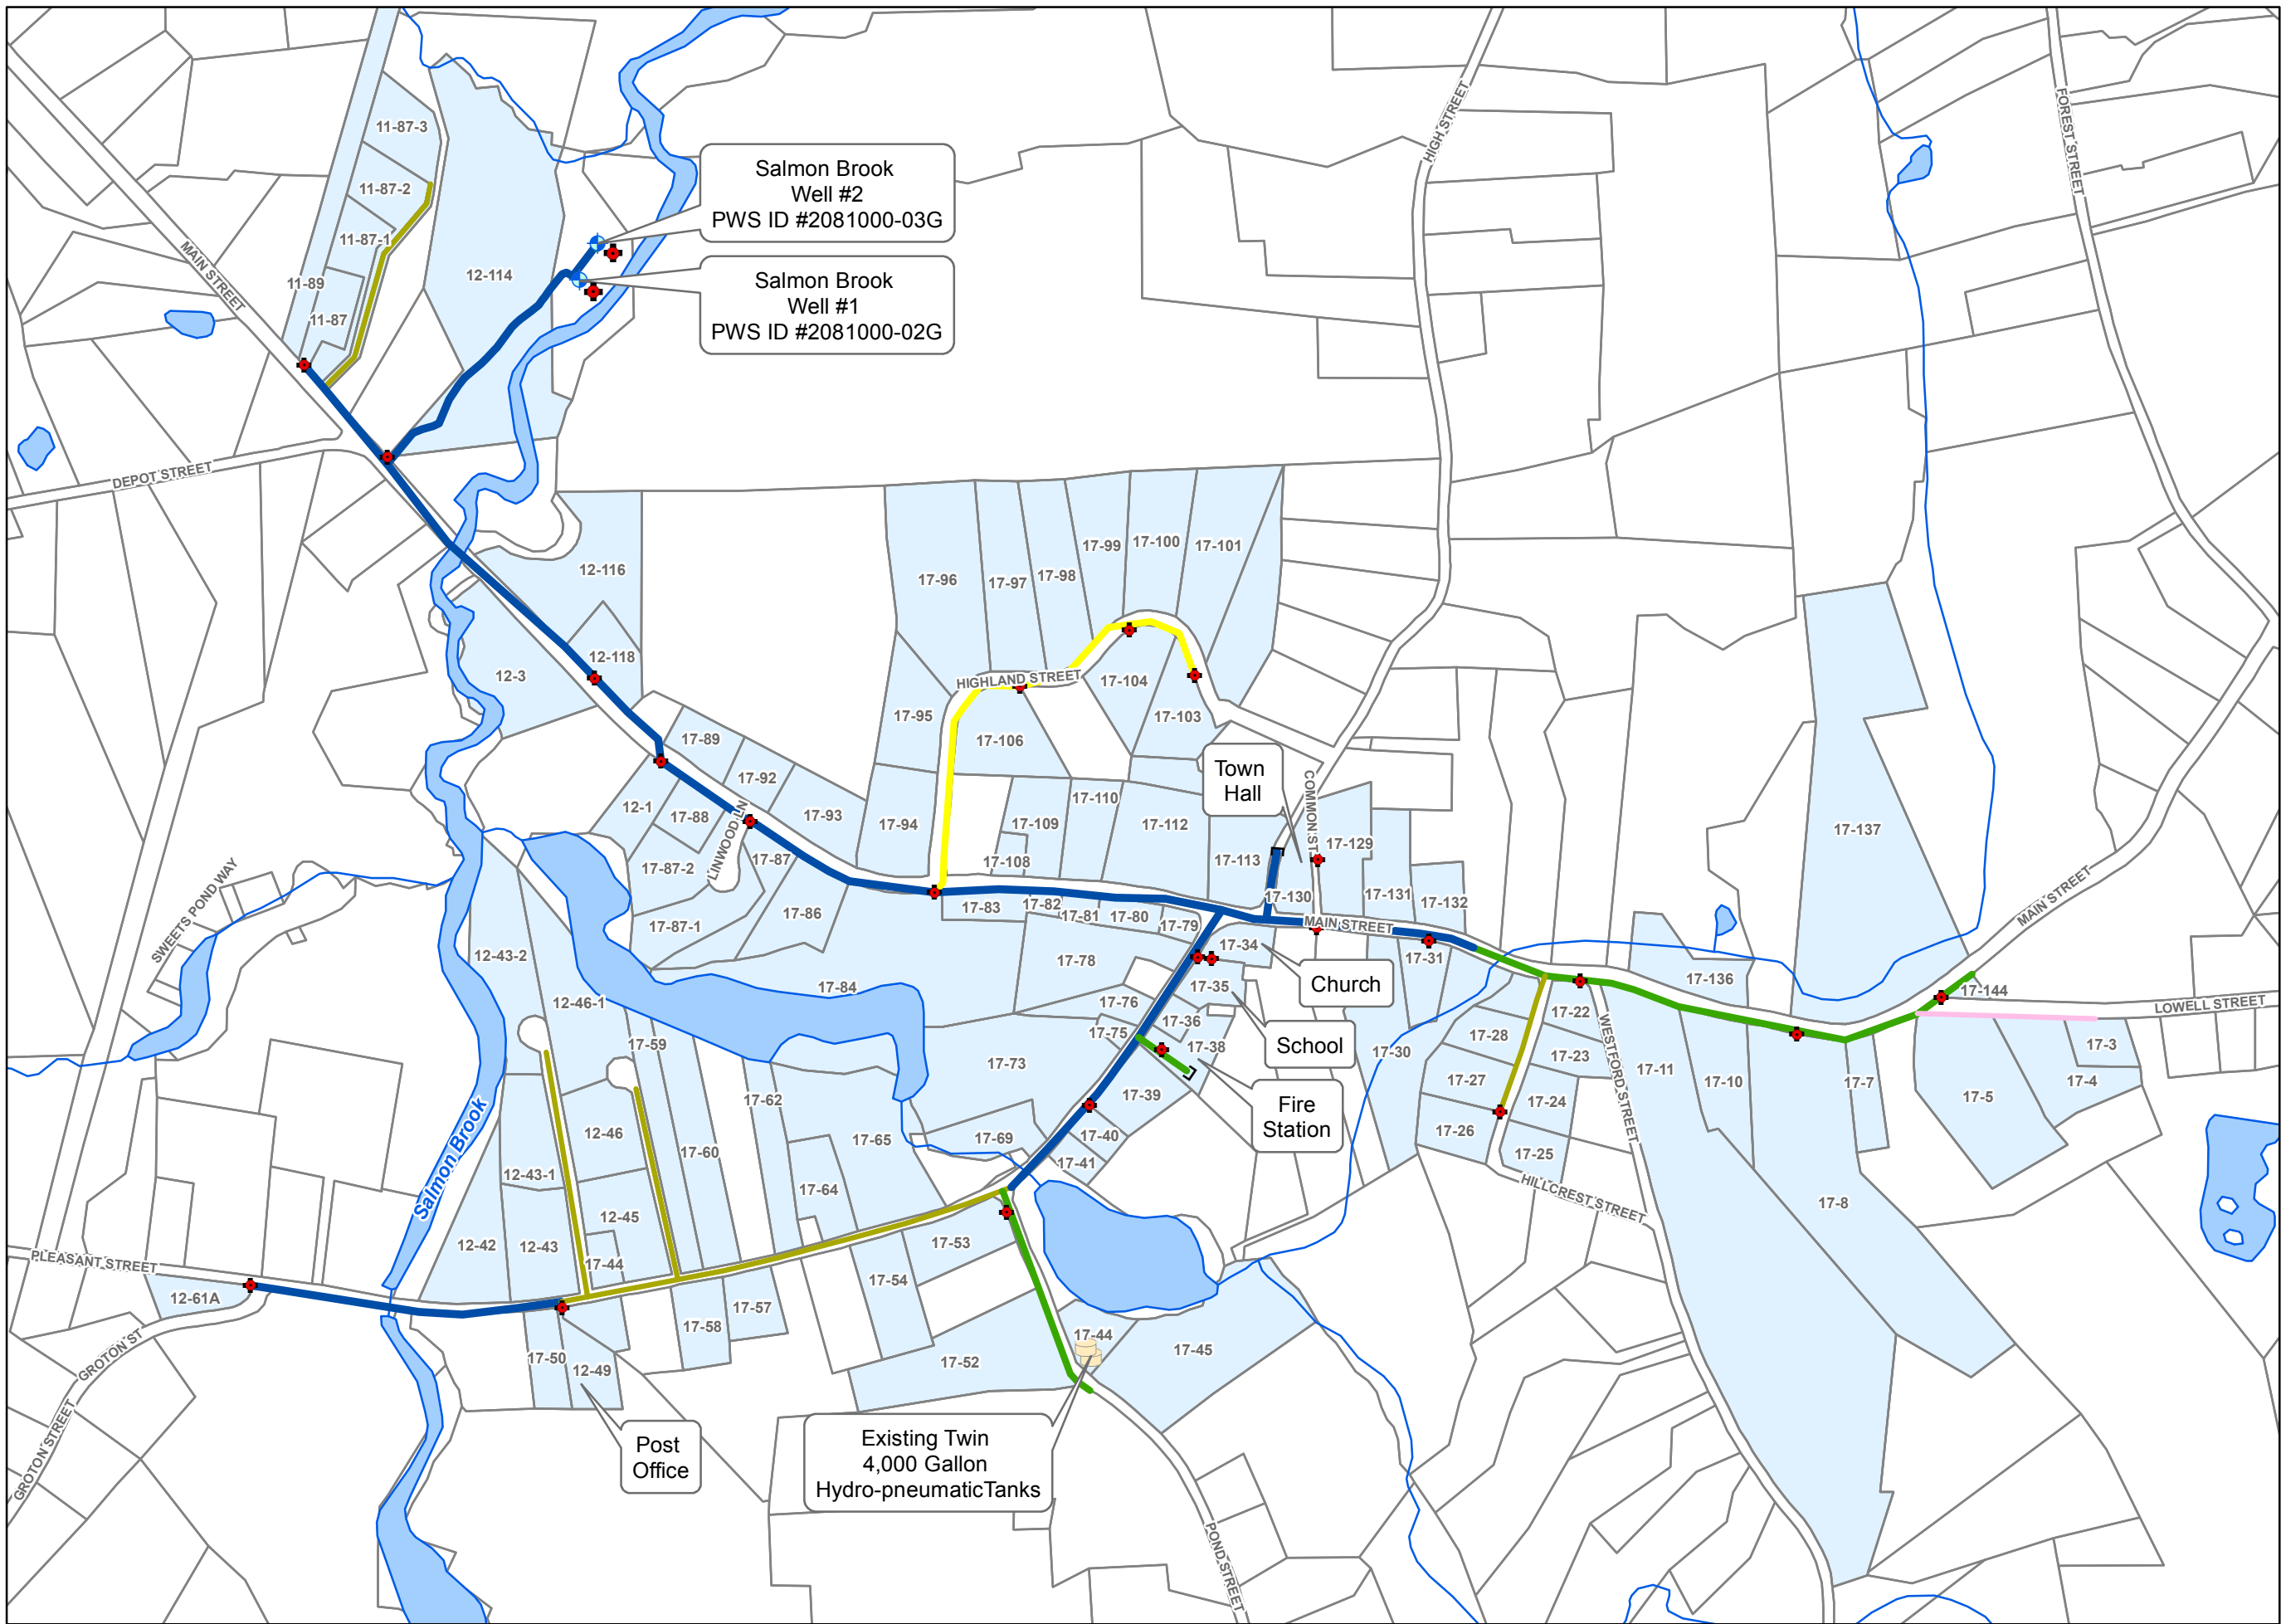 11-87-3
Salmon Brook
Well #2
PWS ID #2081000-03G
11-87-2
11-87-1
12-114
11-89
11-87
Salmon Brook
Well #1
PWS ID #2081000-02G
MAIN STREET
HIGH STREET
FOREST STREET
DEPOT STREET
12-116
12-118
12-3
17-96
17-97
17-98
17-99
17-100
17-101
HIGHLAND STREET
17-104
17-103
17-95
17-106
17-89
17-92
17-93
17-94
12-1
17-88
LINWOOD LN
17-87
17-87-2
17-87-1
17-86
17-108
17-109
17-110
17-112
17-113
Town
Hall
COMMON ST
17-129
17-130
17-131
17-132
17-137
MAIN STREET
SWEETS POND WAY
17-83
17-82
17-81
17-80
17-79
MAIN STREET
17-34
17-31
Church
17-136
17-144
LOWELL STREET
12-43-2
12-46-1
17-84
17-78
17-76
17-75
17-35
17-36
17-38
School
17-59
17-73
17-39
17-40
17-41
Fire
Station
17-30
17-28
17-27
17-26
17-22
17-23
17-24
17-25
WESTFORD STREET
HILLCREST STREET
17-11
17-10
17-7
17-5
17-3
17-4
17-8
Salmon Brook
12-43-1
12-46
12-45
17-60
17-62
17-64
17-65
17-69
12-42
12-43
17-44
17-53
17-54
PLEASANT STREET
12-61A
GROTON ST
GROTON STREET
17-50
12-49
17-58
17-57
17-52
17-44
17-45
Post
Office
Existing Twin
4,000 Gallon
Hydro-pneumaticTanks
POND STREET